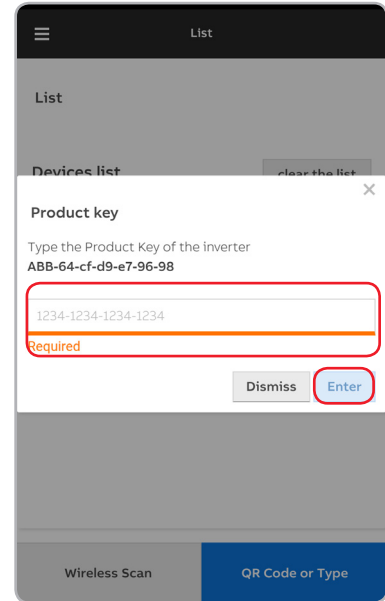 List
List
Devices list
clear the list
Product key
Type the Product Key of the inverter
ABB-64-cf-d9-e7-96-98
1234-1234-1234-1234
Required
Dismiss
Enter
Wireless Scan
QR Code or Type